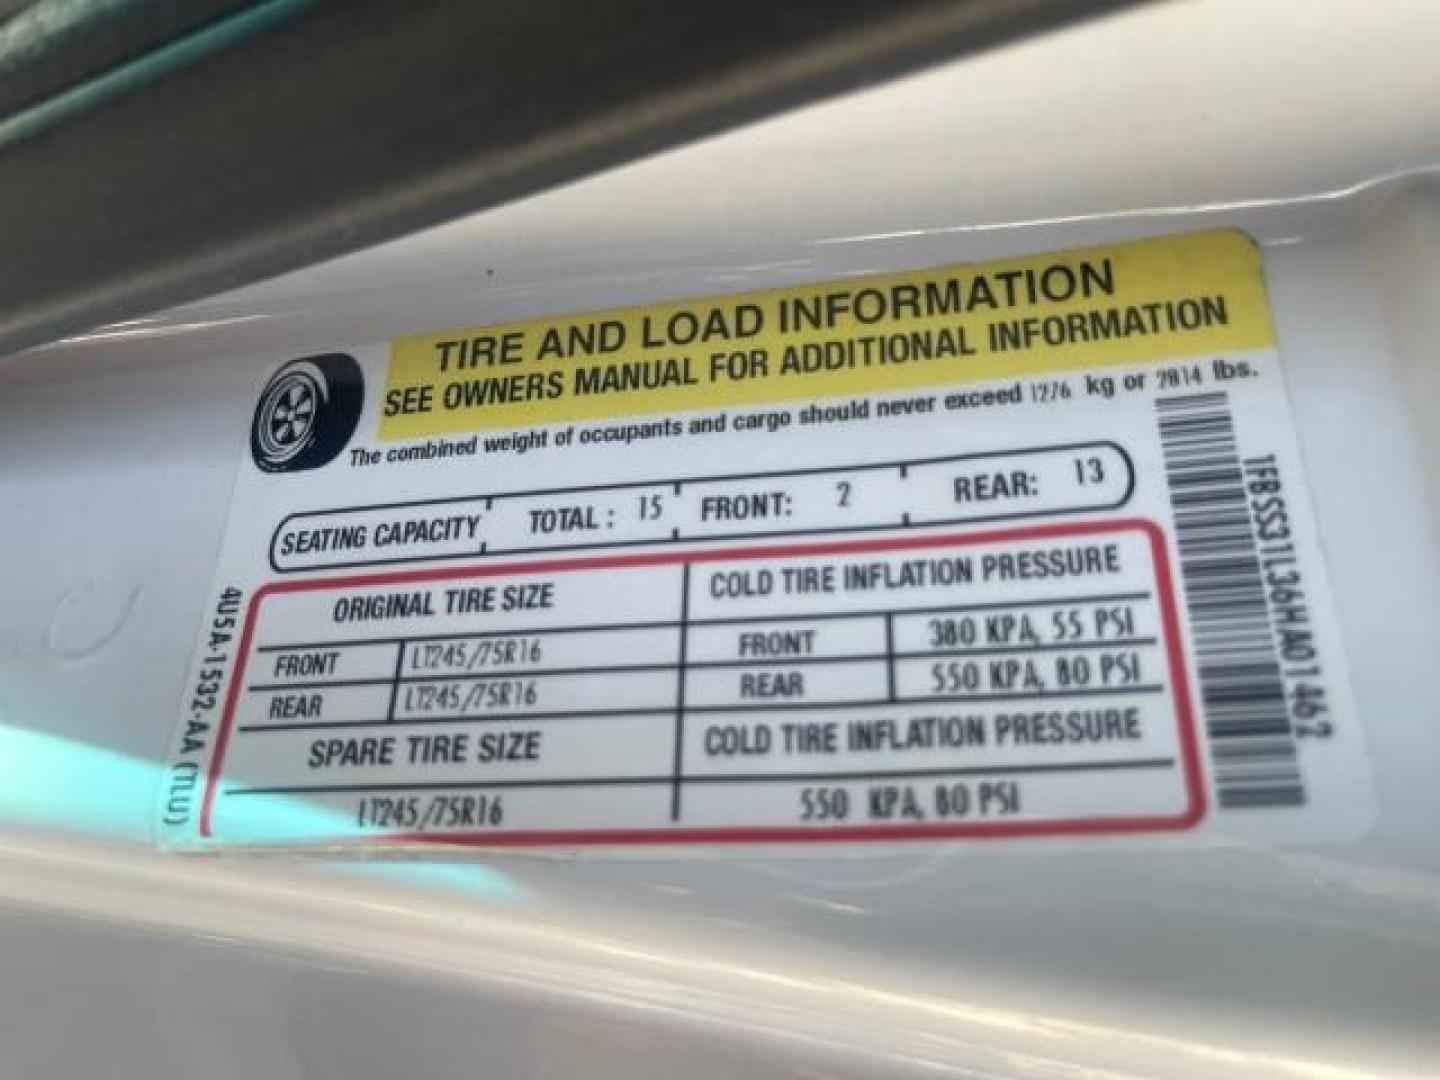 TIRE AND LOAD INFORMATION
SEE OWNERS MANUAL FOR ADDITIONAL INFORMATION
The combined weight of occupants and cargo should never exceed 1276 kg or 2814 lbs.
SEATING CAPACITY TOTAL : 15 FRONT: 2 REAR: 13
ORIGINAL TIRE SIZE COLD TIRE INFLATION PRESSURE
FRONT LT245/75R16 FRONT 380 KPA, 55 PSI
REAR LT245/75R16 REAR 550 KPA, 80 PSI
SPARE TIRE SIZE COLD TIRE INFLATION PRESSURE
LT245/75R16 550 KPA, 80 PSI
4U5A-1532-AA (TLU)
1FBSS31L36HA01462